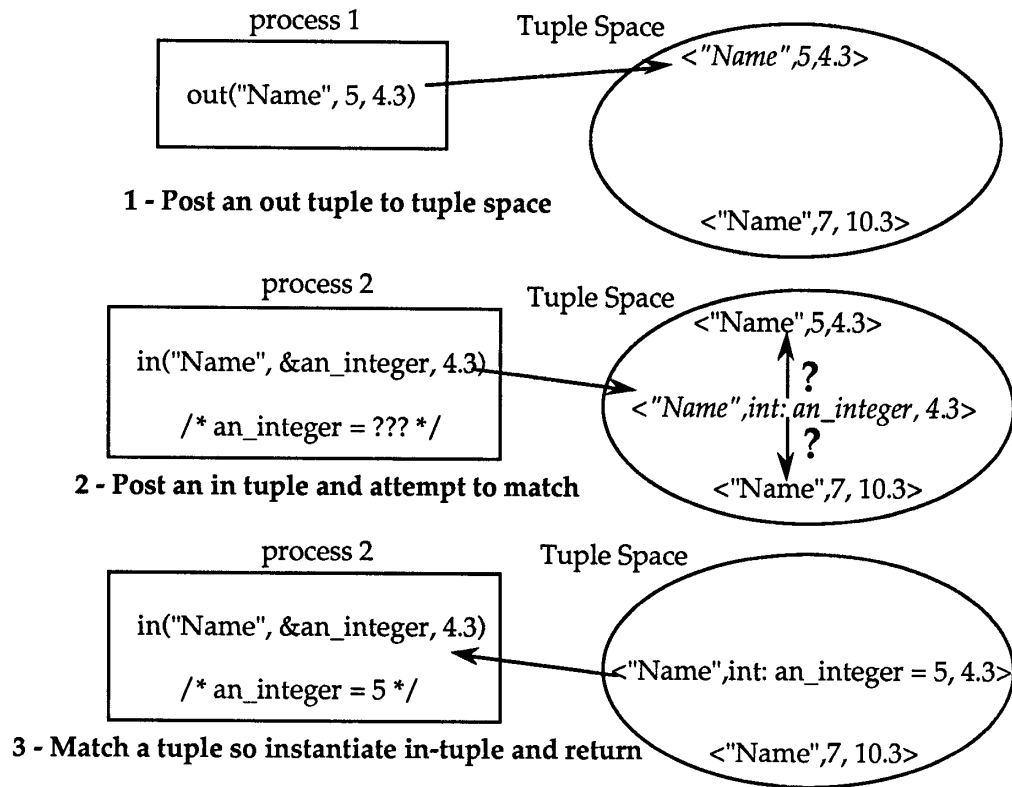 process 1
Tuple Space
<"Name",5,4.3>
out("Name", 5, 4.3)
1 - Post an out tuple to tuple space
<"Name",7, 10.3>
process 2
Tuple Space
<"Name",5,4.3>
in("Name", &an_integer, 4.3)
?
<"Name",int: an_integer, 4.3>
/* an_integer = ??? */
?
2 - Post an in tuple and attempt to match
<"Name",7, 10.3>
process 2
Tuple Space
in("Name", &an_integer, 4.3)
<"Name",int: an_integer = 5, 4.3>
/* an_integer = 5 */
3 - Match a tuple so instantiate in-tuple and return
<"Name",7, 10.3>